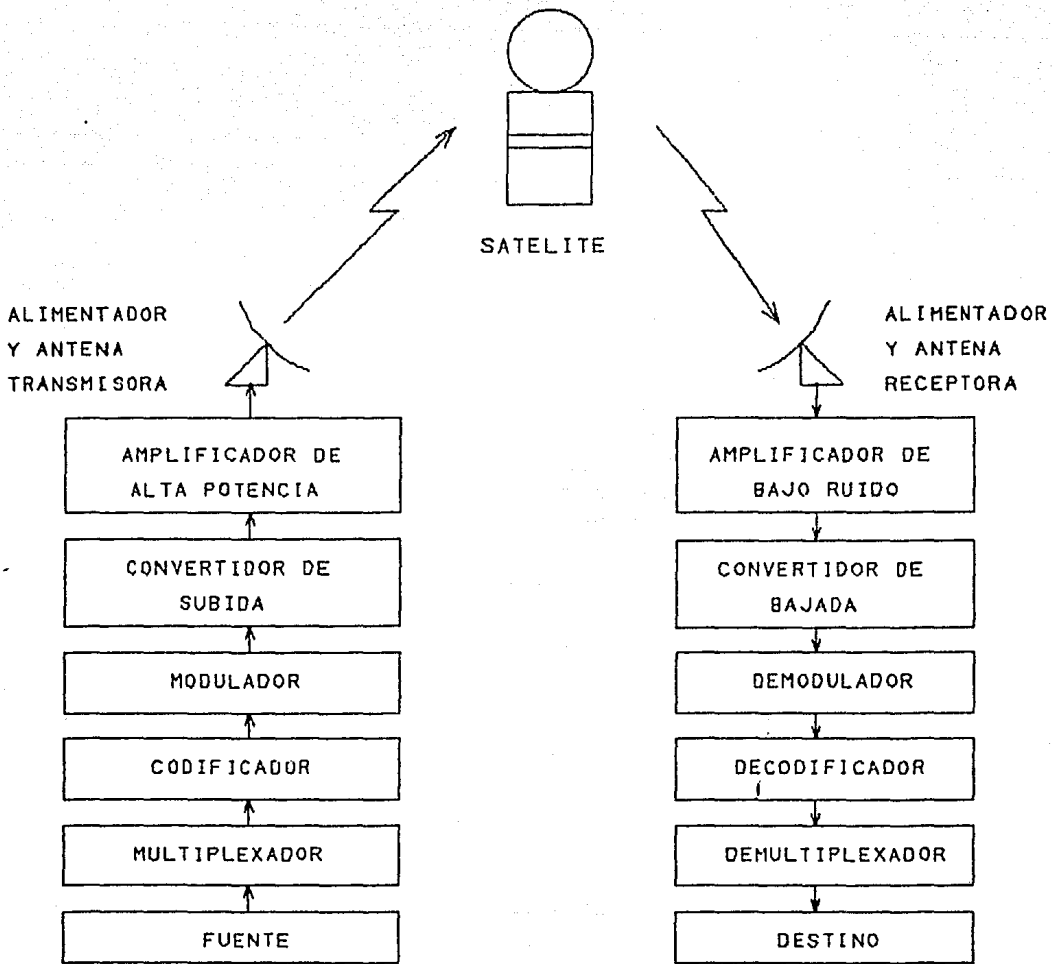 SATELITE
ALIMENTADOR
Y ANTENA
TRANSMISORA
AMPLIFICADOR DE
ALTA POTENCIA
CONVERTIDOR DE
SUBIDA
MODULADOR
CODIFICADOR
MULTIPLEXADOR
FUENTE
ALIMENTADOR
Y ANTENA
RECEPTORA
AMPLIFICADOR DE
BAJO RUIDO
CONVERTIDOR DE
BAJADA
DEMODULADOR
DECODIFICADOR
DEMULTIPLEXADOR
DESTINO